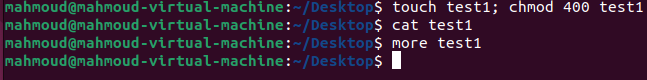 mahmoud@mahmoud-virtual-machine:~/Desktop$ touch test1; chmod 400 test1
mahmoud@mahmoud-virtual-machine:~/Desktop$ cat test1
mahmoud@mahmoud-virtual-machine:~/Desktop$ more test1
mahmoud@mahmoud-virtual-machine:~/Desktop$